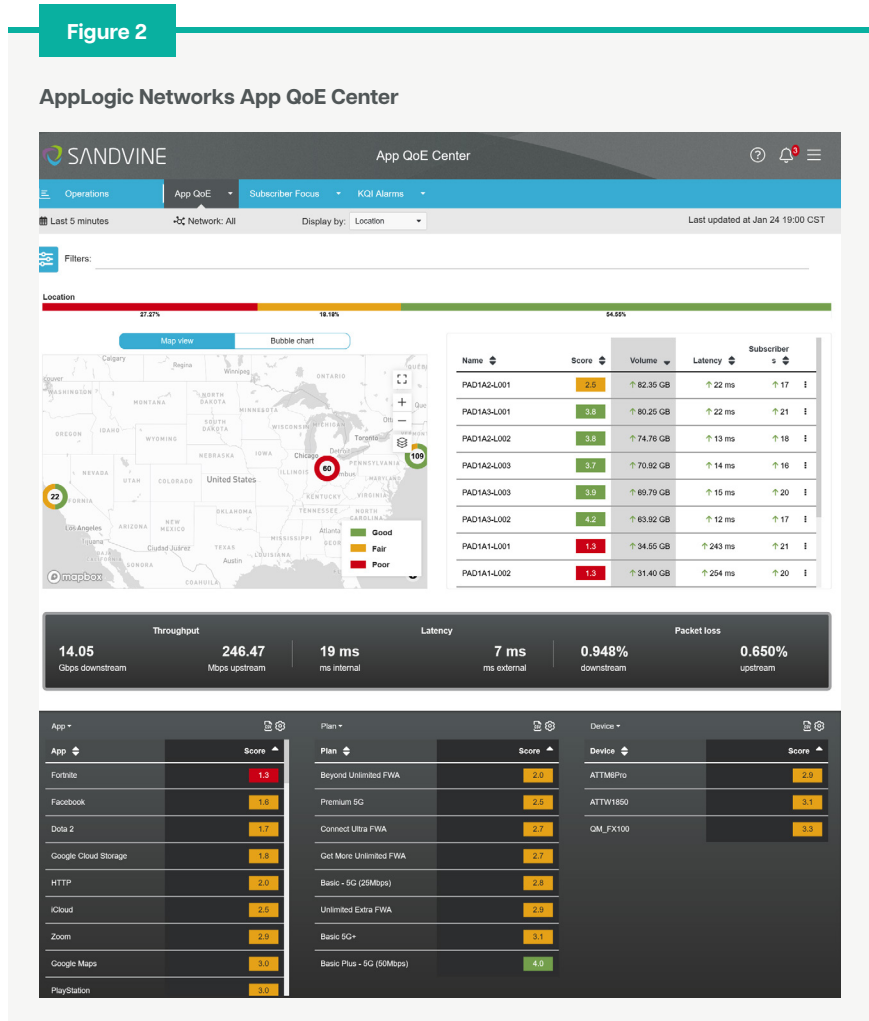 Figure 2
AppLogic Networks App QoE Center
SANDVINE
App QoE Center
3
Operations
App QoE
Subscriber Focus
KQI Alarms
Last 5 minutes
Network: All
Display by: Location
Last updated at Jan 24 19:00 CST
Filters:
Location
27.27% 18.18% 54.55%
Map view Bubble chart
Calgary
Regina
Winnipeg
ONTARIO
WASHINGTON
MONTANA
NORTH DAKOTA
MINNESOTA
SOUTH DAKOTA
WISCONSIN
MICHIGAN
Toronto
OREGON
IDAHO
WYOMING
NEBRASKA
IOWA
Chicago
60
109
PENNSYLVANIA
NEVADA
UTAH
COLORADO
United States
ILLINOIS
MARYLAND
22
KENTUCKY
VIRGINIA
OKLAHOMA
TENNESSEE
NORTH CAROLINA
Los Angeles
ARIZONA
NEW MEXICO
MISSISSIPPI
Atlanta
Ciudad Juárez
TEXAS
LOUISIANA
SONORA
Austin
COAHUILA
mapbox
Good
Fair
Poor
Name Score Volume Latency Subscribers
PAD1A2-L001 2.5 ↑ 82.35 GB ↑ 22 ms ↑ 17
PAD1A3-L001 3.8 ↑ 80.25 GB ↑ 22 ms ↑ 21
PAD1A2-L002 3.8 ↑ 74.76 GB ↑ 13 ms ↑ 18
PAD1A2-L003 3.7 ↑ 70.92 GB ↑ 14 ms ↑ 16
PAD1A3-L003 3.9 ↑ 69.79 GB ↑ 15 ms ↑ 20
PAD1A3-L002 4.2 ↑ 63.92 GB ↑ 12 ms ↑ 17
PAD1A1-L001 1.3 ↑ 34.55 GB ↑ 243 ms ↑ 21
PAD1A1-L002 1.3 ↑ 31.40 GB ↑ 254 ms ↑ 20
Throughput Latency Packet loss
14.05 246.47 19 ms 7 ms 0.948% 0.650%
Gbps downstream Mbps upstream ms internal ms external downstream upstream
App
App Score
Fortnite 1.3
Facebook 1.6
Dota 2 1.7
Google Cloud Storage 1.8
HTTP 2.0
iCloud 2.5
Zoom 2.9
Google Maps 3.0
PlayStation 3.0
Plan
Plan Score
Beyond Unlimited FWA 2.0
Premium 5G 2.5
Connect Ultra FWA 2.7
Get More Unlimited FWA 2.7
Basic - 5G (25Mbps) 2.8
Unlimited Extra FWA 2.9
Basic 5G+ 3.1
Basic Plus - 5G (50Mbps) 4.0
Device
Device Score
ATTM6Pro 2.9
ATTW1850 3.1
QM_FX100 3.3